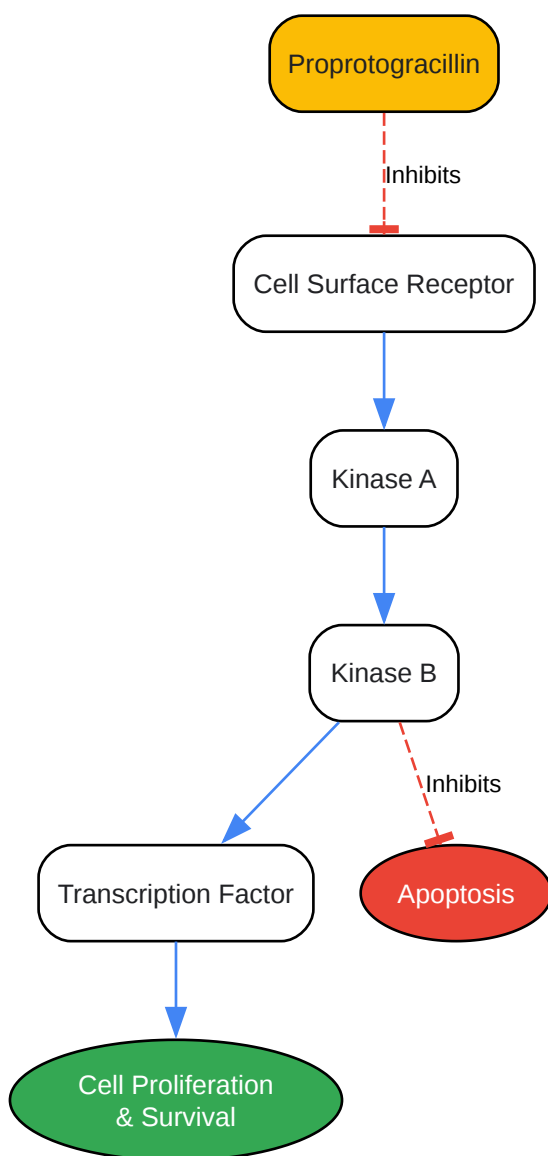 Proprotogracillin
Inhibits
Cell Surface Receptor
Kinase A
Kinase B
Inhibits
Transcription Factor
Apoptosis
Cell Proliferation
& Survival